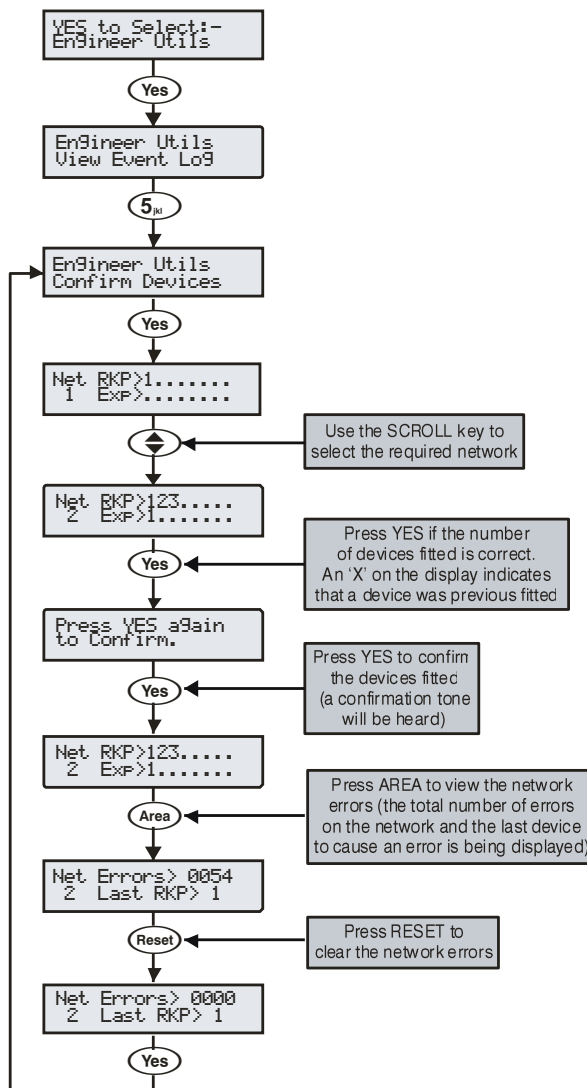 YES to Select:-
Engineer Utils
Yes
Engineer Utils
View Event Log
5jkl
Engineer Utils
Confirm Devices
Yes
Net RKP>1.......
1 Exp>........
Use the SCROLL key to
select the required network
Net RKP>123.....
2 Exp>1.......
Yes
Press YES if the number
of devices fitted is correct.
An ‘X’ on the display indicates
that a device was previous fitted
Press YES again
to Confirm.
Yes
Press YES to confirm
the devices fitted
(a confirmation tone
will be heard)
Net RKP>123.....
2 Exp>1.......
Area
Press AREA to view the network
errors (the total number of errors
on the network and the last device
to cause an error is being displayed)
Net Errors> 0054
2 Last RKP> 1
Reset
Press RESET to
clear the network errors
Net Errors> 0000
2 Last RKP> 1
Yes